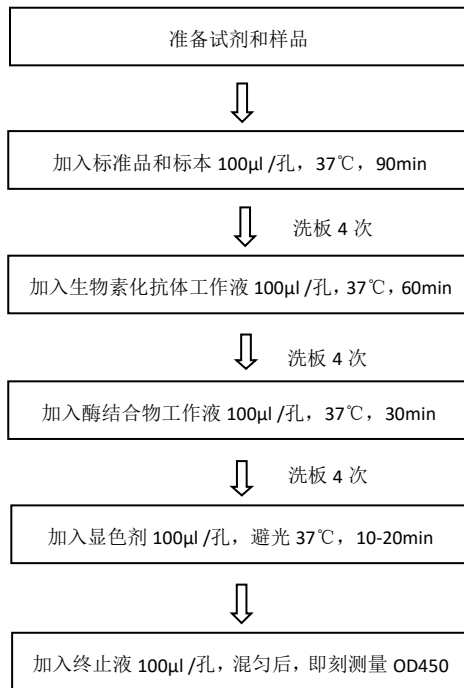 准备试剂和样品
加入标准品和标本 100μl /孔，37℃，90min
洗板 4 次
加入生物素化抗体工作液 100μl /孔，37℃，60min
洗板 4 次
加入酶结合物工作液 100μl /孔，37℃，30min
洗板 4 次
加入显色剂 100μl /孔，避光 37℃，10-20min
加入终止液 100μl /孔，混匀后，即刻测量 OD450